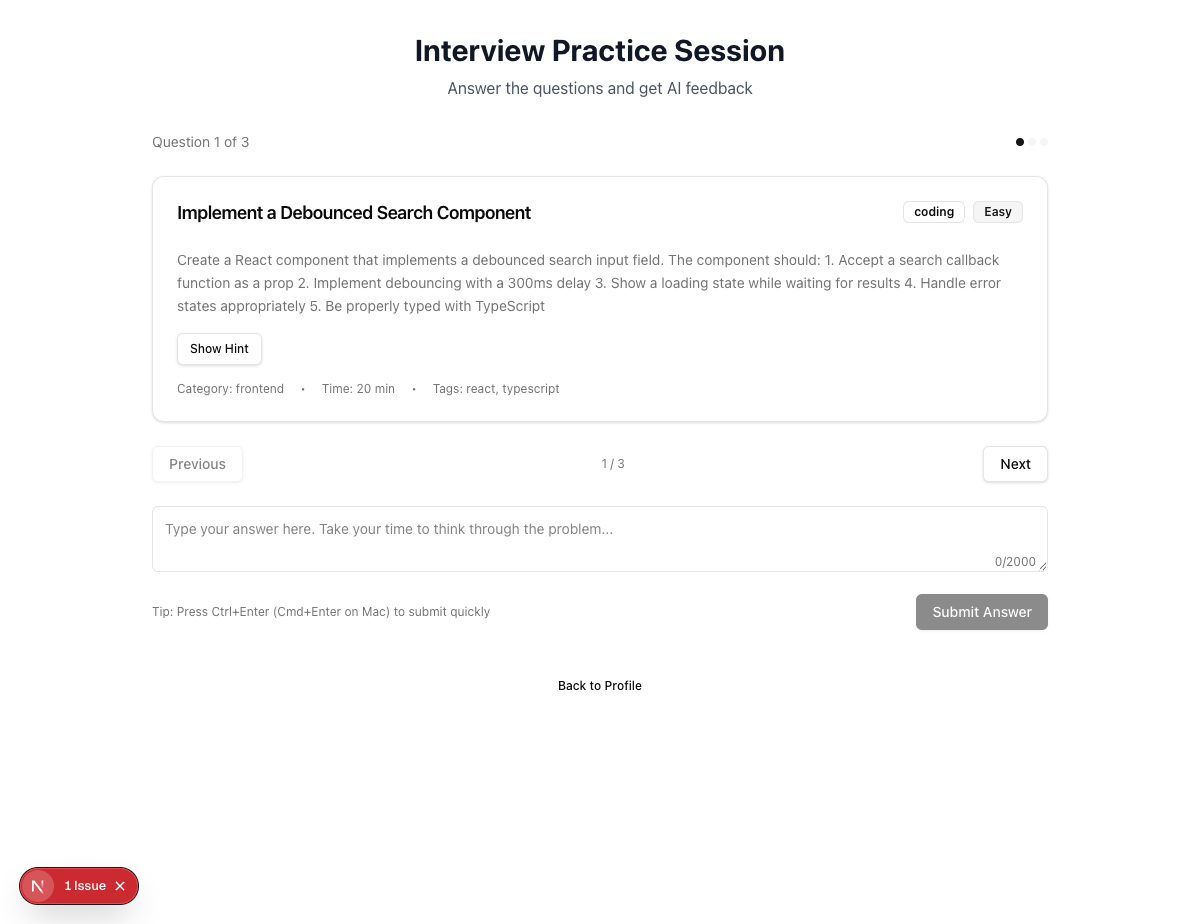 Interview Practice Session
Answer the questions and get AI feedback
Question 1 of 3
Implement a Debounced Search Component
coding
Easy
Create a React component that implements a debounced search input field. The component should: 1. Accept a search callback
function as a prop 2. Implement debouncing with a 300ms delay 3. Show a loading state while waiting for results 4. Handle error
states appropriately 5. Be properly typed with TypeScript
Show Hint
Category: frontend • Time: 20 min • Tags: react, typescript
Previous
1 / 3
Next
Type your answer here. Take your time to think through the problem...
0/2000
Tip: Press Ctrl+Enter (Cmd+Enter on Mac) to submit quickly
Submit Answer
Back to Profile
N 1 Issue